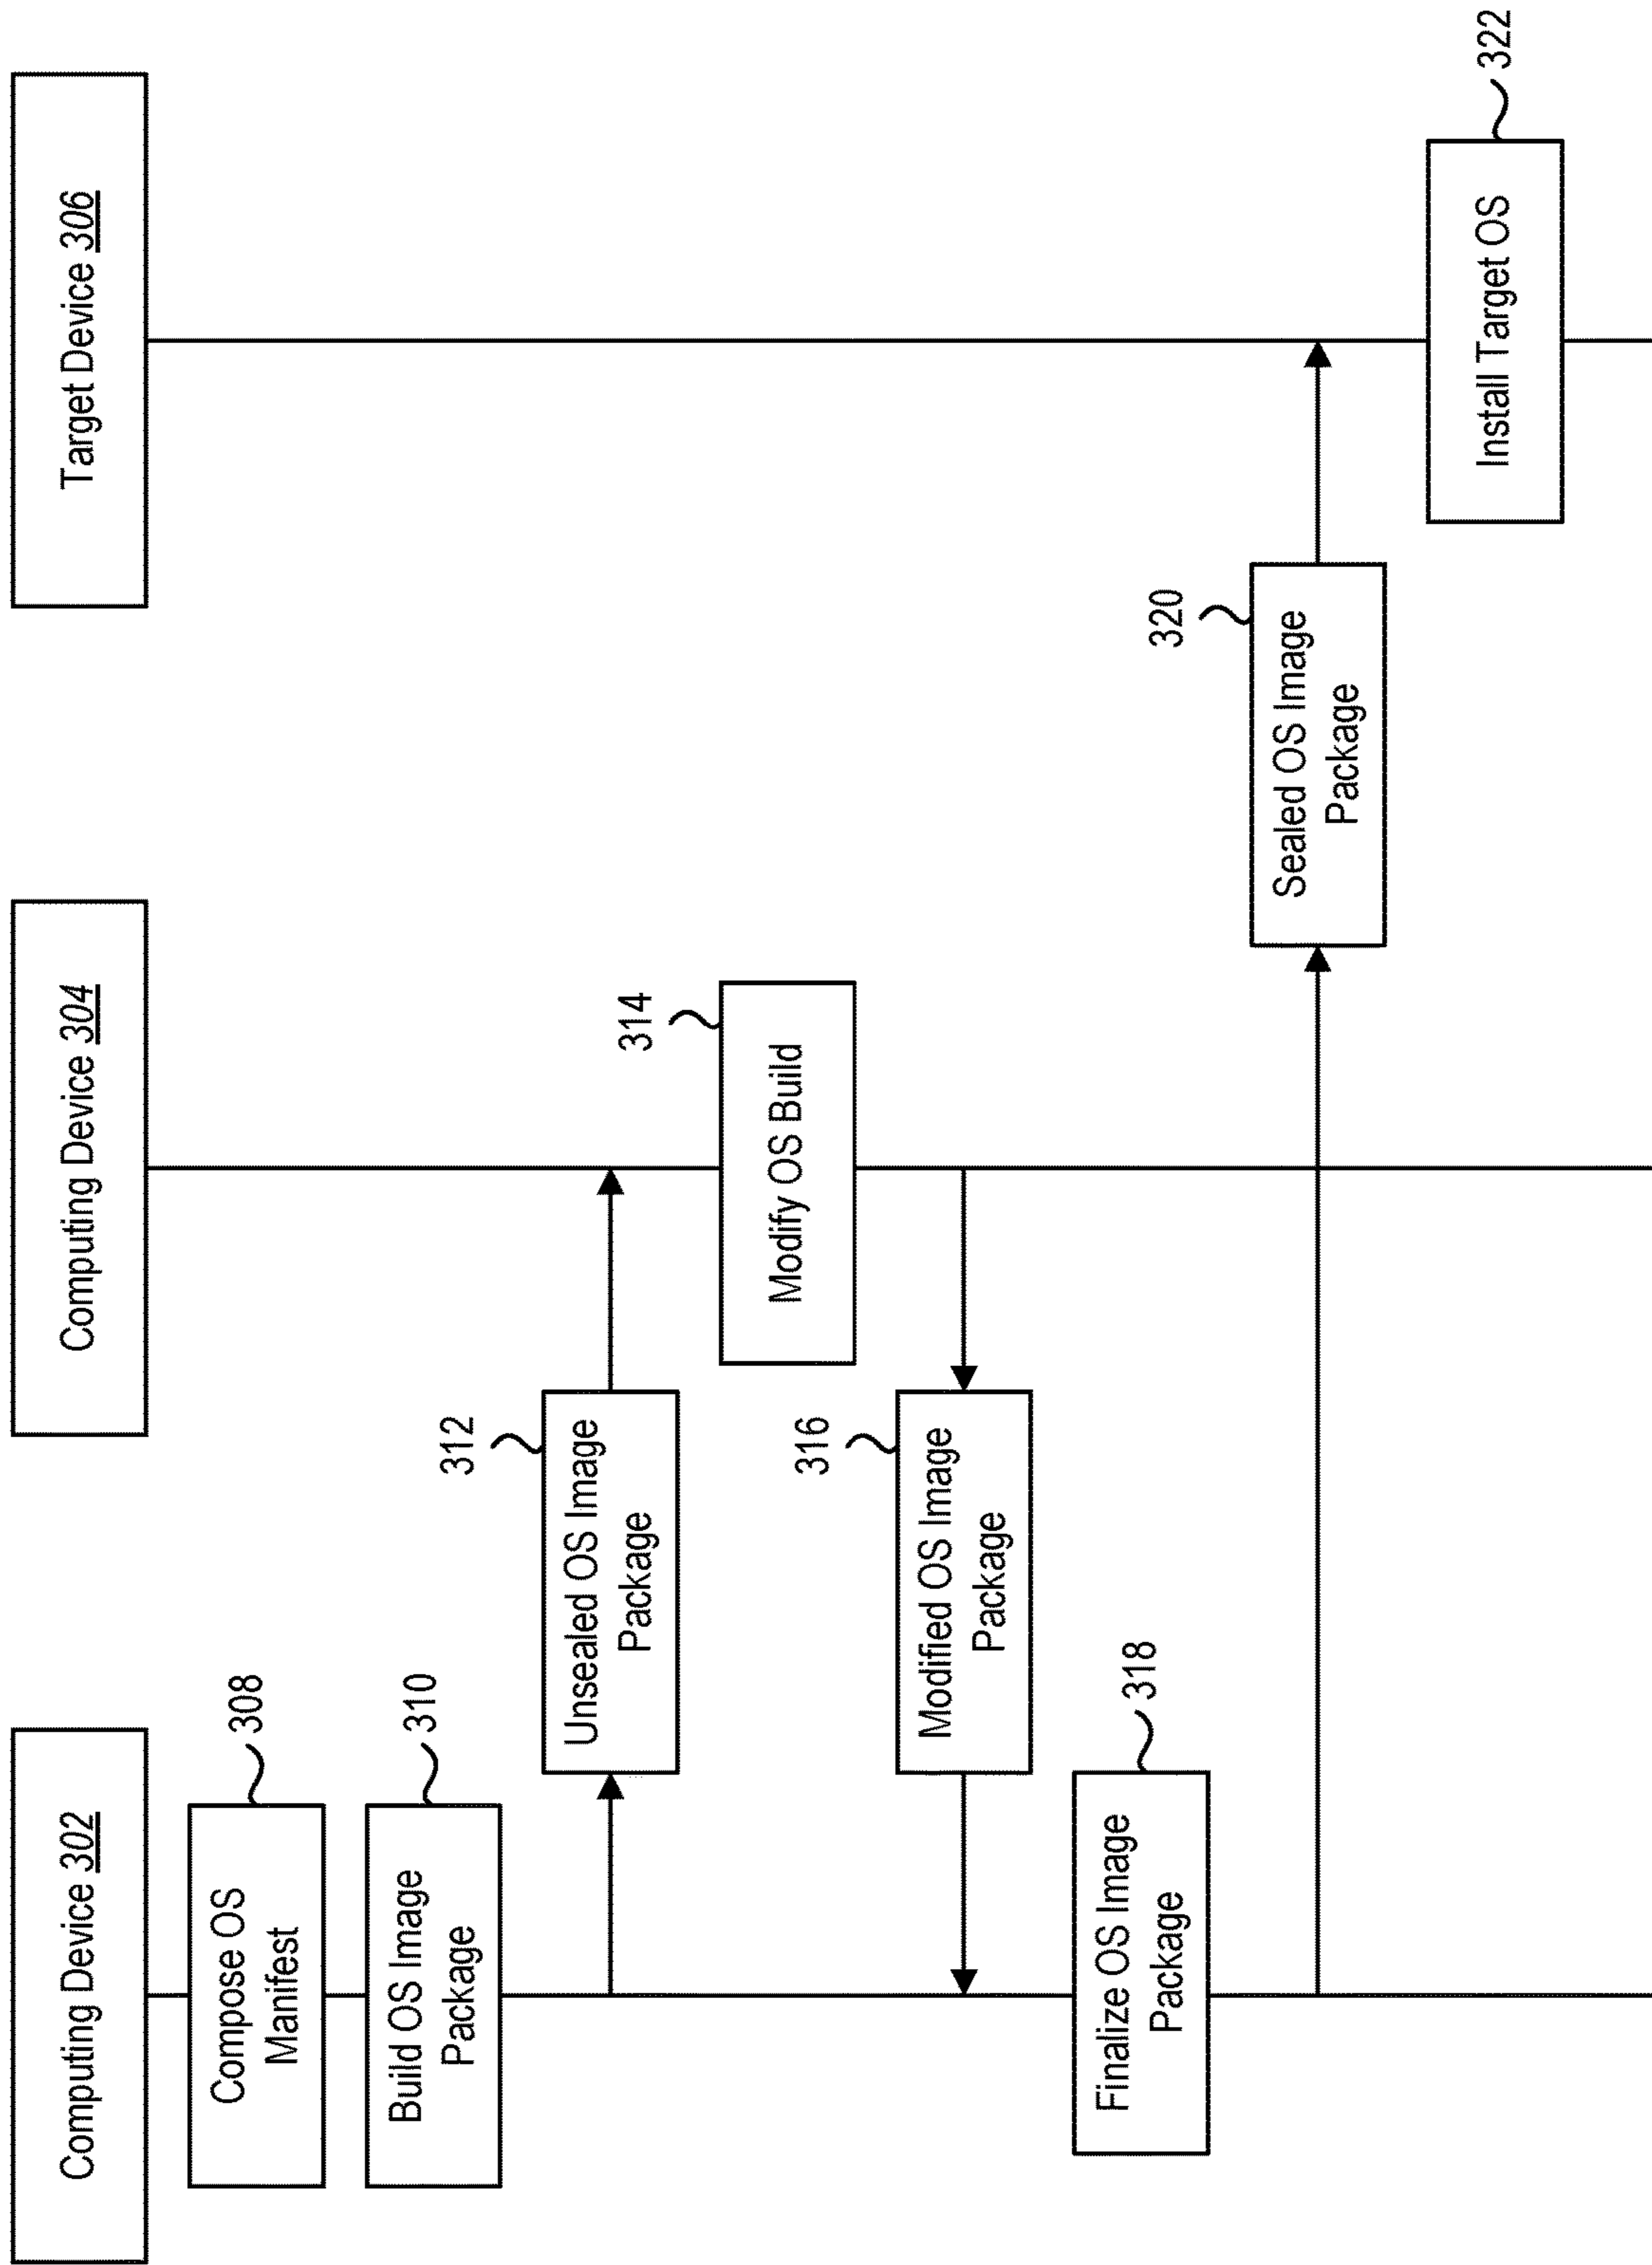 Computing Device 302
Computing Device 304
Target Device 306
Compose OS
Manifest
308
Build OS Image
Package
310
Unsealed OS Image
Package
312
Modify OS Build
314
Modified OS Image
Package
316
Finalize OS Image
Package
318
Sealed OS Image
Package
320
Install Target OS
322